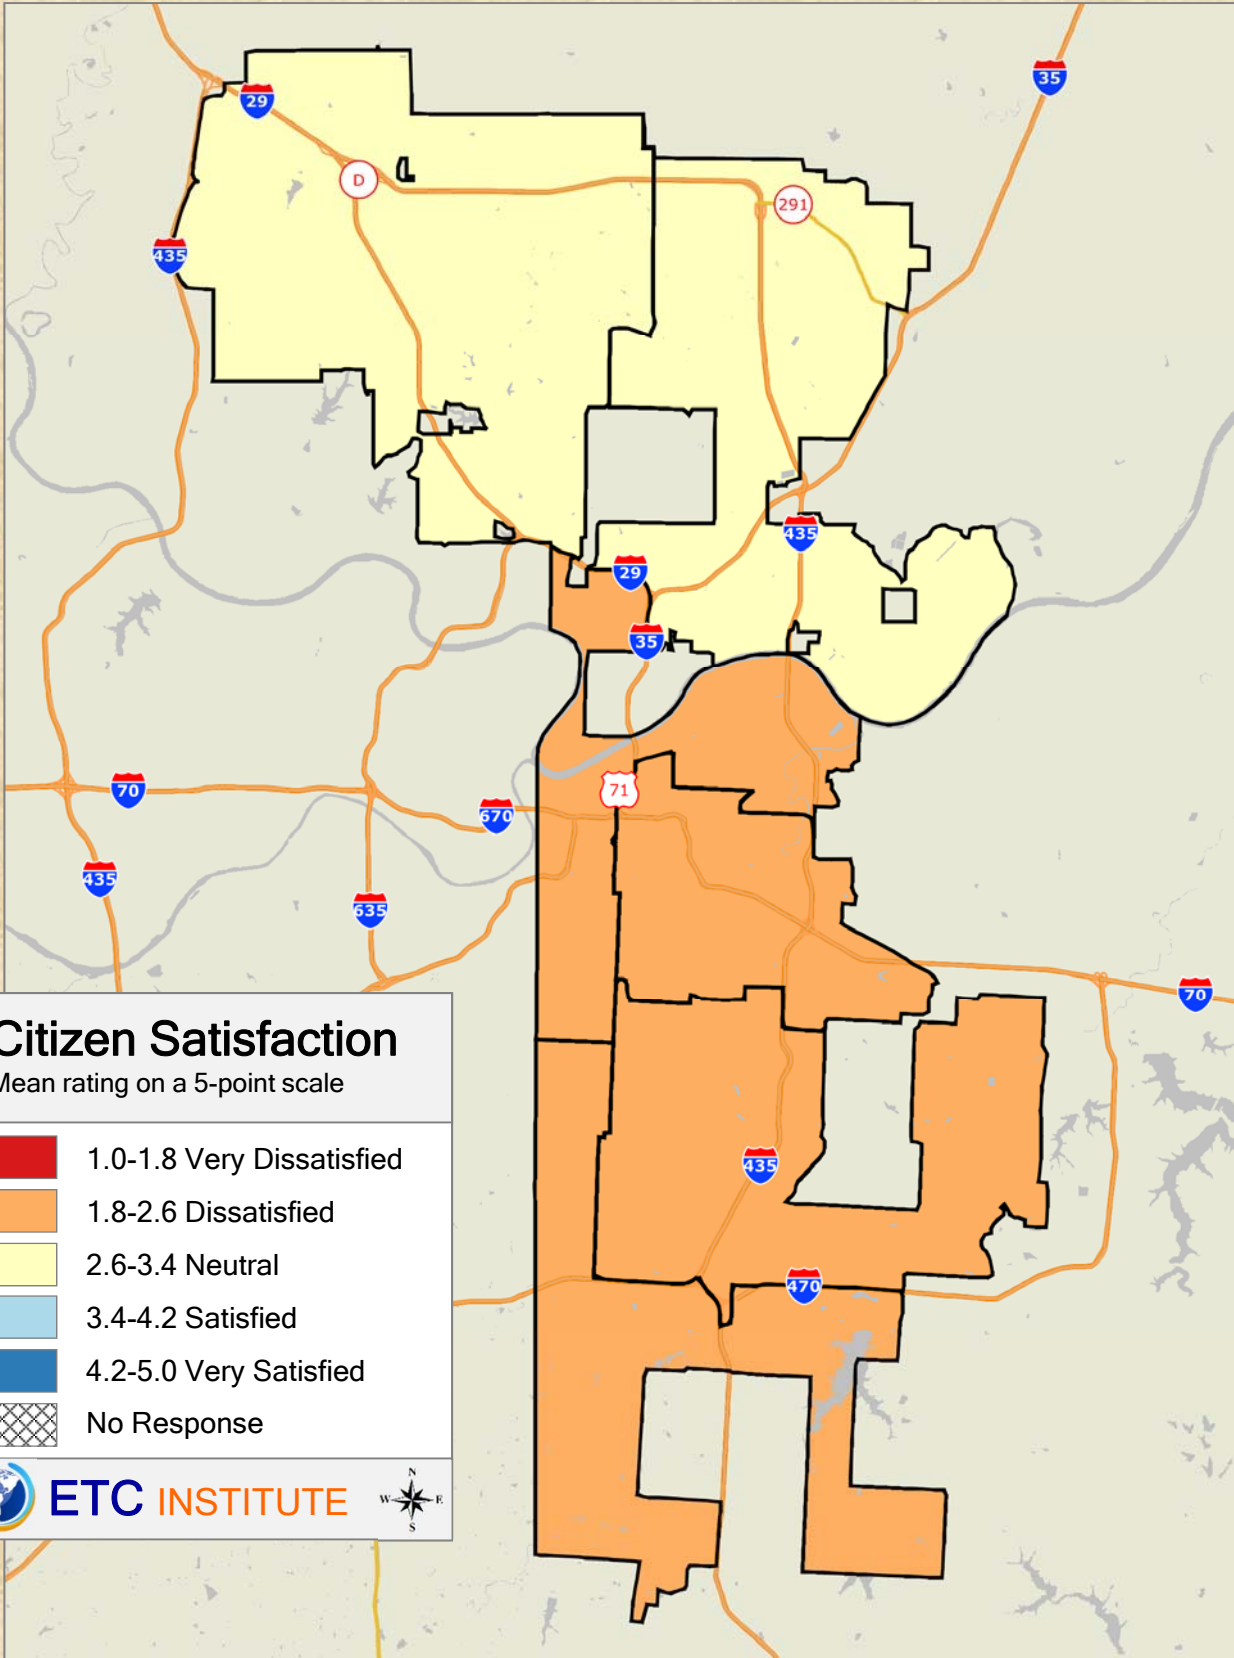 35
29
D
291
435
435
29
35
71
70
670
435
635
70
Citizen Satisfaction
Mean rating on a 5-point scale
1.0-1.8 Very Dissatisfied
435
1.8-2.6 Dissatisfied
2.6-3.4 Neutral
470
3.4-4.2 Satisfied
4.2-5.0 Very Satisfied
No Response
N
ETC INSTITUTE
W E
S